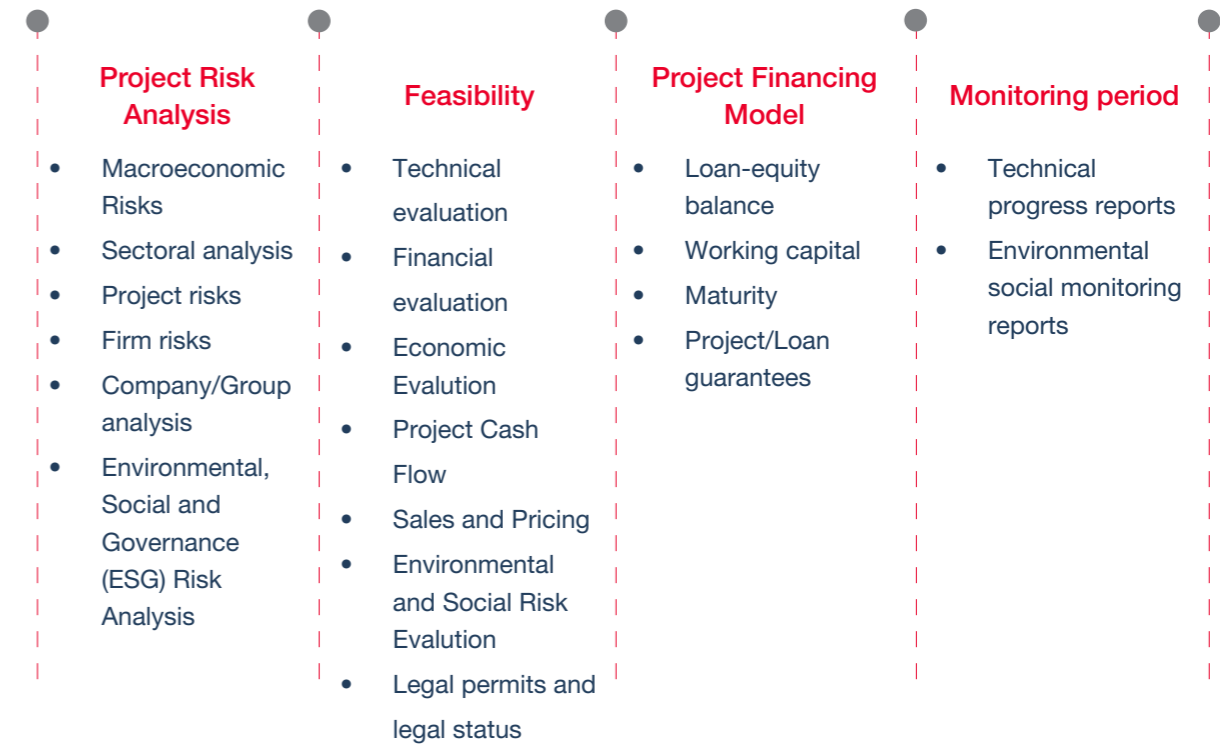 Project Risk
Analysis
• Macroeconomic
Risks
• Sectoral analysis
• Project risks
• Firm risks
• Company/Group
analysis
• Environmental,
Social and
Governance
(ESG) Risk
Analysis
Feasibility
• Technical
evaluation
• Financial
evaluation
• Economic
Evalution
• Project Cash
Flow
• Sales and Pricing
• Environmental
and Social Risk
Evalution
• Legal permits and
legal status
Project Financing
Model
• Loan-equity
balance
• Working capital
• Maturity
• Project/Loan
guarantees
Monitoring period
• Technical
progress reports
• Environmental
social monitoring
reports